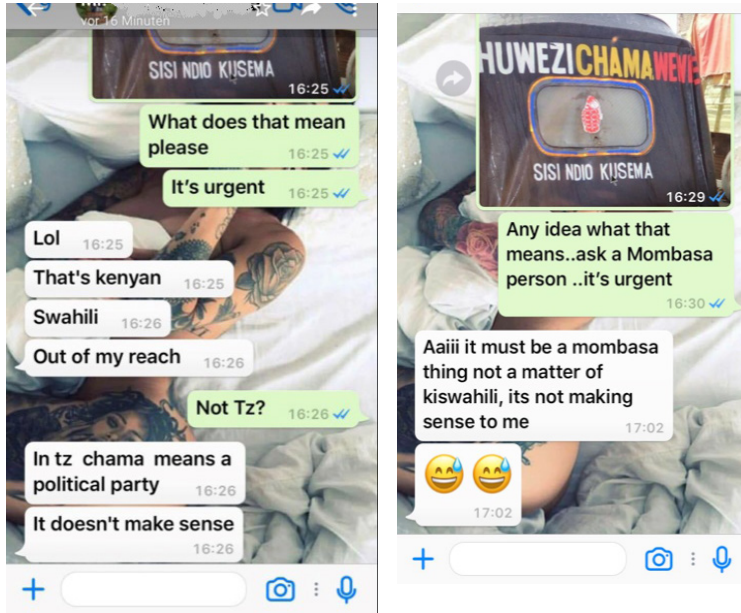 vor 16 Minuten
SISI NDIO KUSEMA
16:25
What does that mean
please
16:25
It's urgent
16:25
Lol
16:25
That's kenyan
16:25
Swahili
16:26
Out of my reach
16:26
Not Tz?
16:26
In tz chama means a
political party
16:26
It doesn't make sense
16:26
HUWEZICHAMAWEWE
SISI NDIO KUSEMA
16:29
Any idea what that
means..ask a Mombasa
person ..it's urgent
16:30
Aaiii it must be a mombasa
thing not a matter of
kiswahili, its not making
sense to me
17:02
17:02